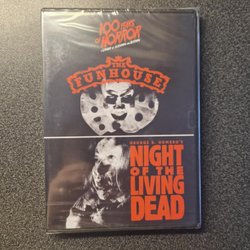 100 YEARS
OF HORROR
THE
FUNHOUSE
GEORGE A. ROMERO'S
NIGHT
OF THE LIVING
DEAD